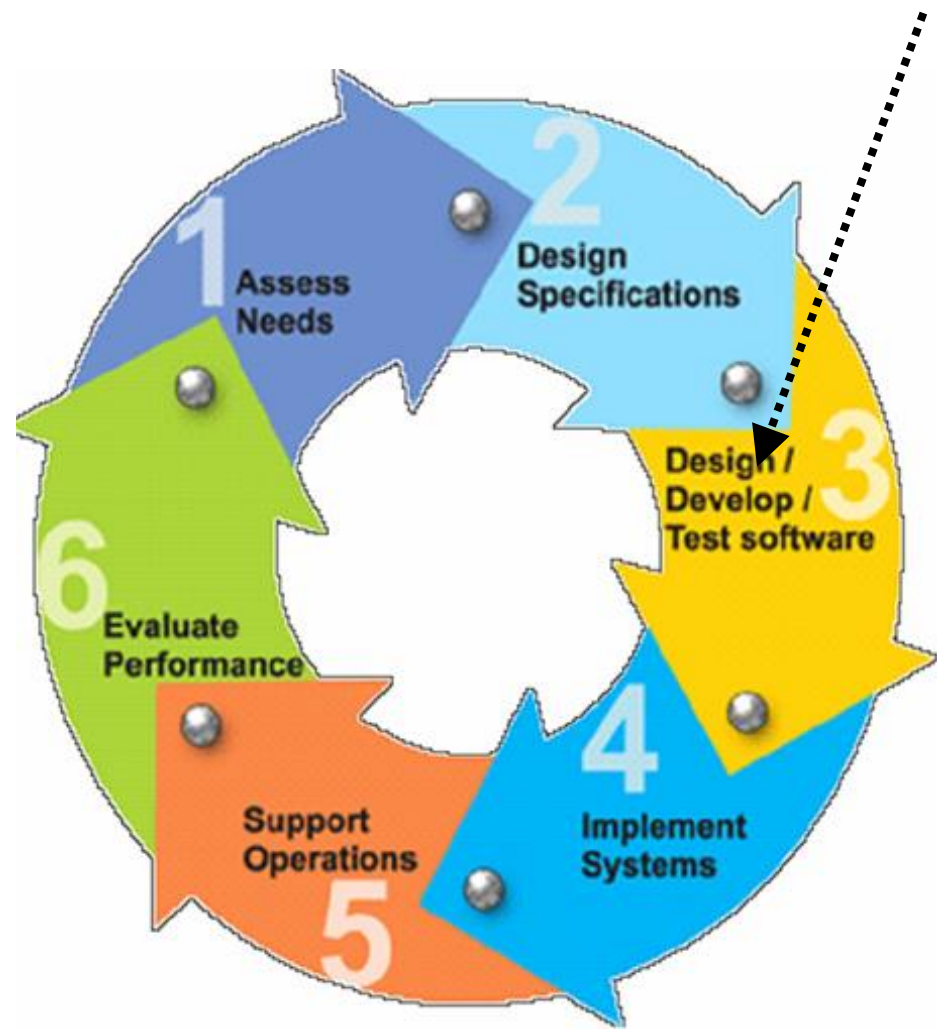 1
Assess
Needs
2
Design
Specifications
3
Design /
Develop /
Test software
4
Implement
Systems
5
Support
Operations
6
Evaluate
Performance